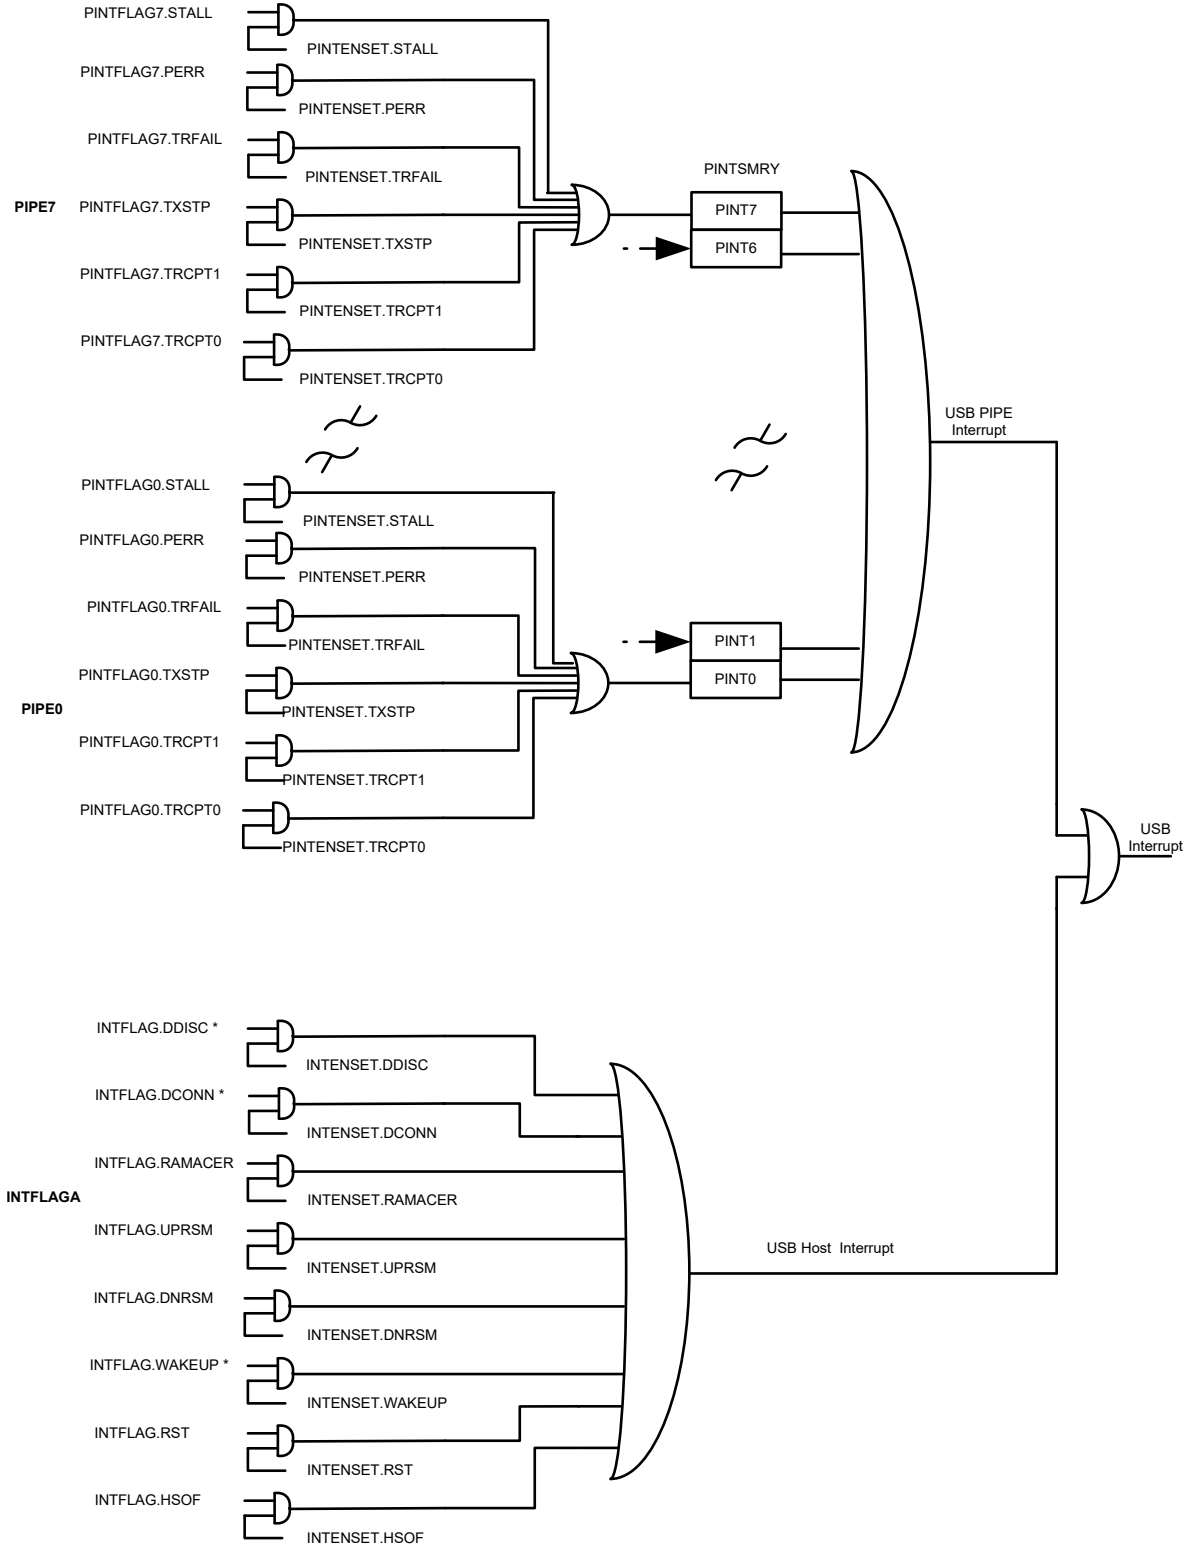 PINTFLAG7.STALL
PINTENSET.STALL
PINTFLAG7.PERR
PINTENSET.PERR
PINTFLAG7.TRFAIL
PINTENSET.TRFAIL
PIPE7
PINTFLAG7.TXSTP
PINTENSET.TXSTP
PINTFLAG7.TRCPT1
PINTENSET.TRCPT1
PINTFLAG7.TRCPT0
PINTENSET.TRCPT0
PINTSMRY
PINT7
PINT6
USB PIPE
Interrupt
PINTFLAG0.STALL
PINTENSET.STALL
PINTFLAG0.PERR
PINTENSET.PERR
PINTFLAG0.TRFAIL
PINTENSET.TRFAIL
PINTFLAG0.TXSTP
PIPE0
PINTENSET.TXSTP
PINTFLAG0.TRCPT1
PINTENSET.TRCPT1
PINTFLAG0.TRCPT0
PINTENSET.TRCPT0
PINT1
PINT0
USB
Interrupt
INTFLAG.DDISC *
INTENSET.DDISC
INTFLAG.DCONN *
INTENSET.DCONN
INTFLAG.RAMACER
INTFLAGA
INTENSET.RAMACER
INTFLAG.UPRSM
INTENSET.UPRSM
INTFLAG.DNRSM
INTENSET.DNRSM
INTFLAG.WAKEUP *
INTENSET.WAKEUP
INTFLAG.RST
INTENSET.RST
INTFLAG.HSOF
INTENSET.HSOF
USB Host Interrupt